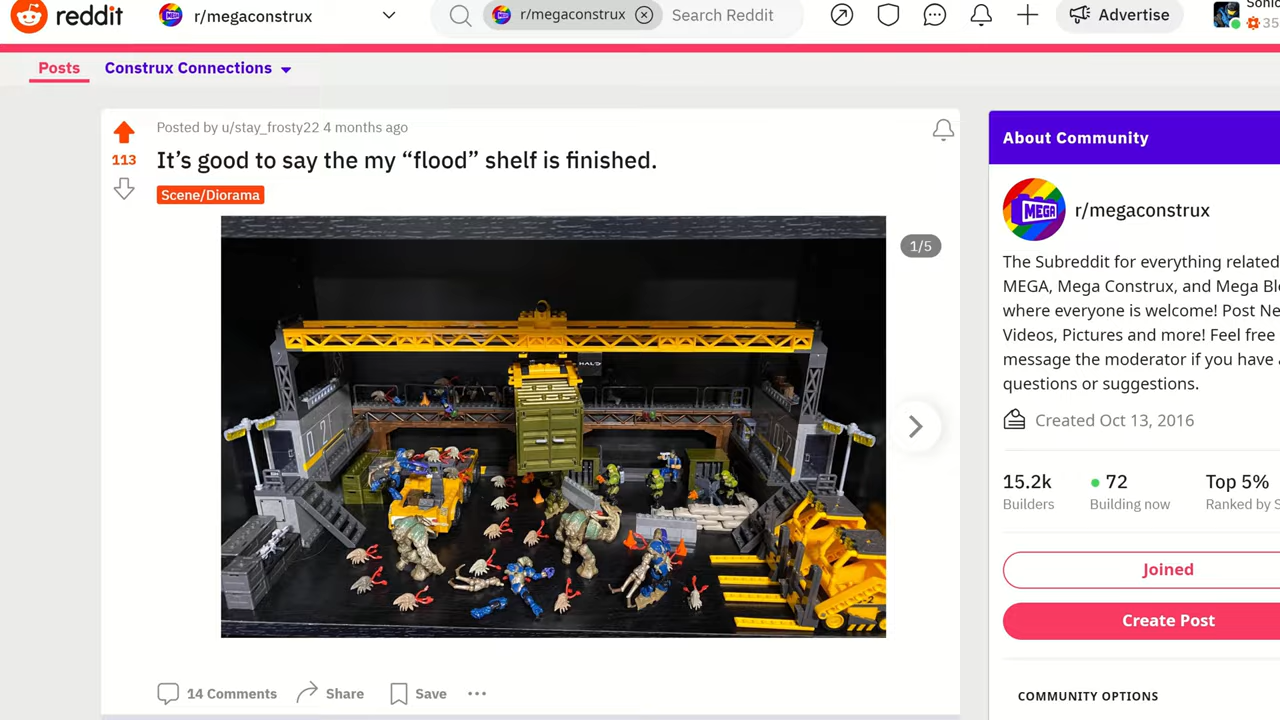 reddit
r/megaconstrux
r/megaconstrux
Search Reddit
Advertise
Sonic
35
Posts
Construx Connections
Posted by u/stay_frosty22 4 months ago
113
It’s good to say the my “flood” shelf is finished.
Scene/Diorama
1/5
HALO
14 Comments
Share
Save
About Community
MEGA
r/megaconstrux
The Subreddit for everything related
MEGA, Mega Construx, and Mega Bl
where everyone is welcome! Post Ne
Videos, Pictures and more! Feel free
message the moderator if you have a
questions or suggestions.
Created Oct 13, 2016
15.2k
72
Top 5%
Builders
Building now
Ranked by S
Joined
Create Post
COMMUNITY OPTIONS